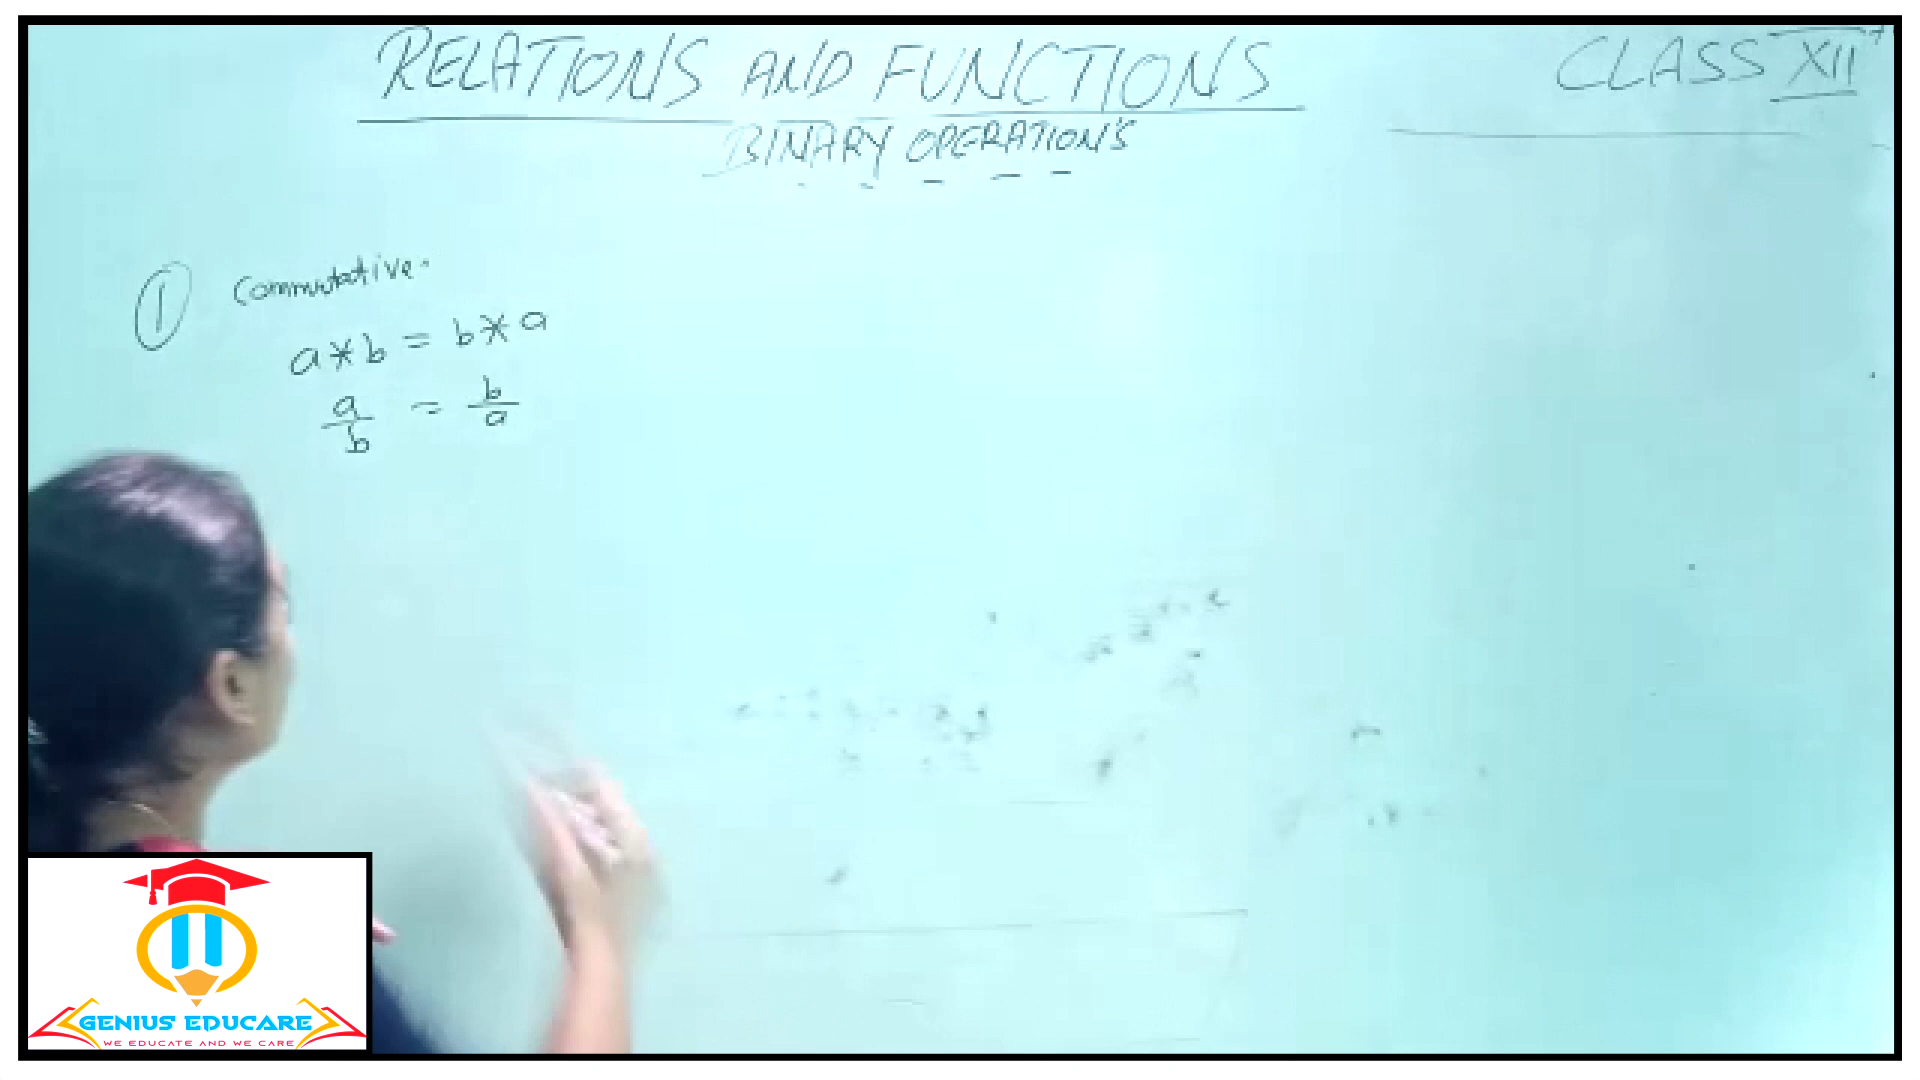 RELATIONS AND FUNCTIONS
CLASS XII
BINARY OPERATIONS
① Commutative.
a * b = b * a
a/b = b/a
GENIUS EDUCARE
WE EDUCATE AND WE CARE